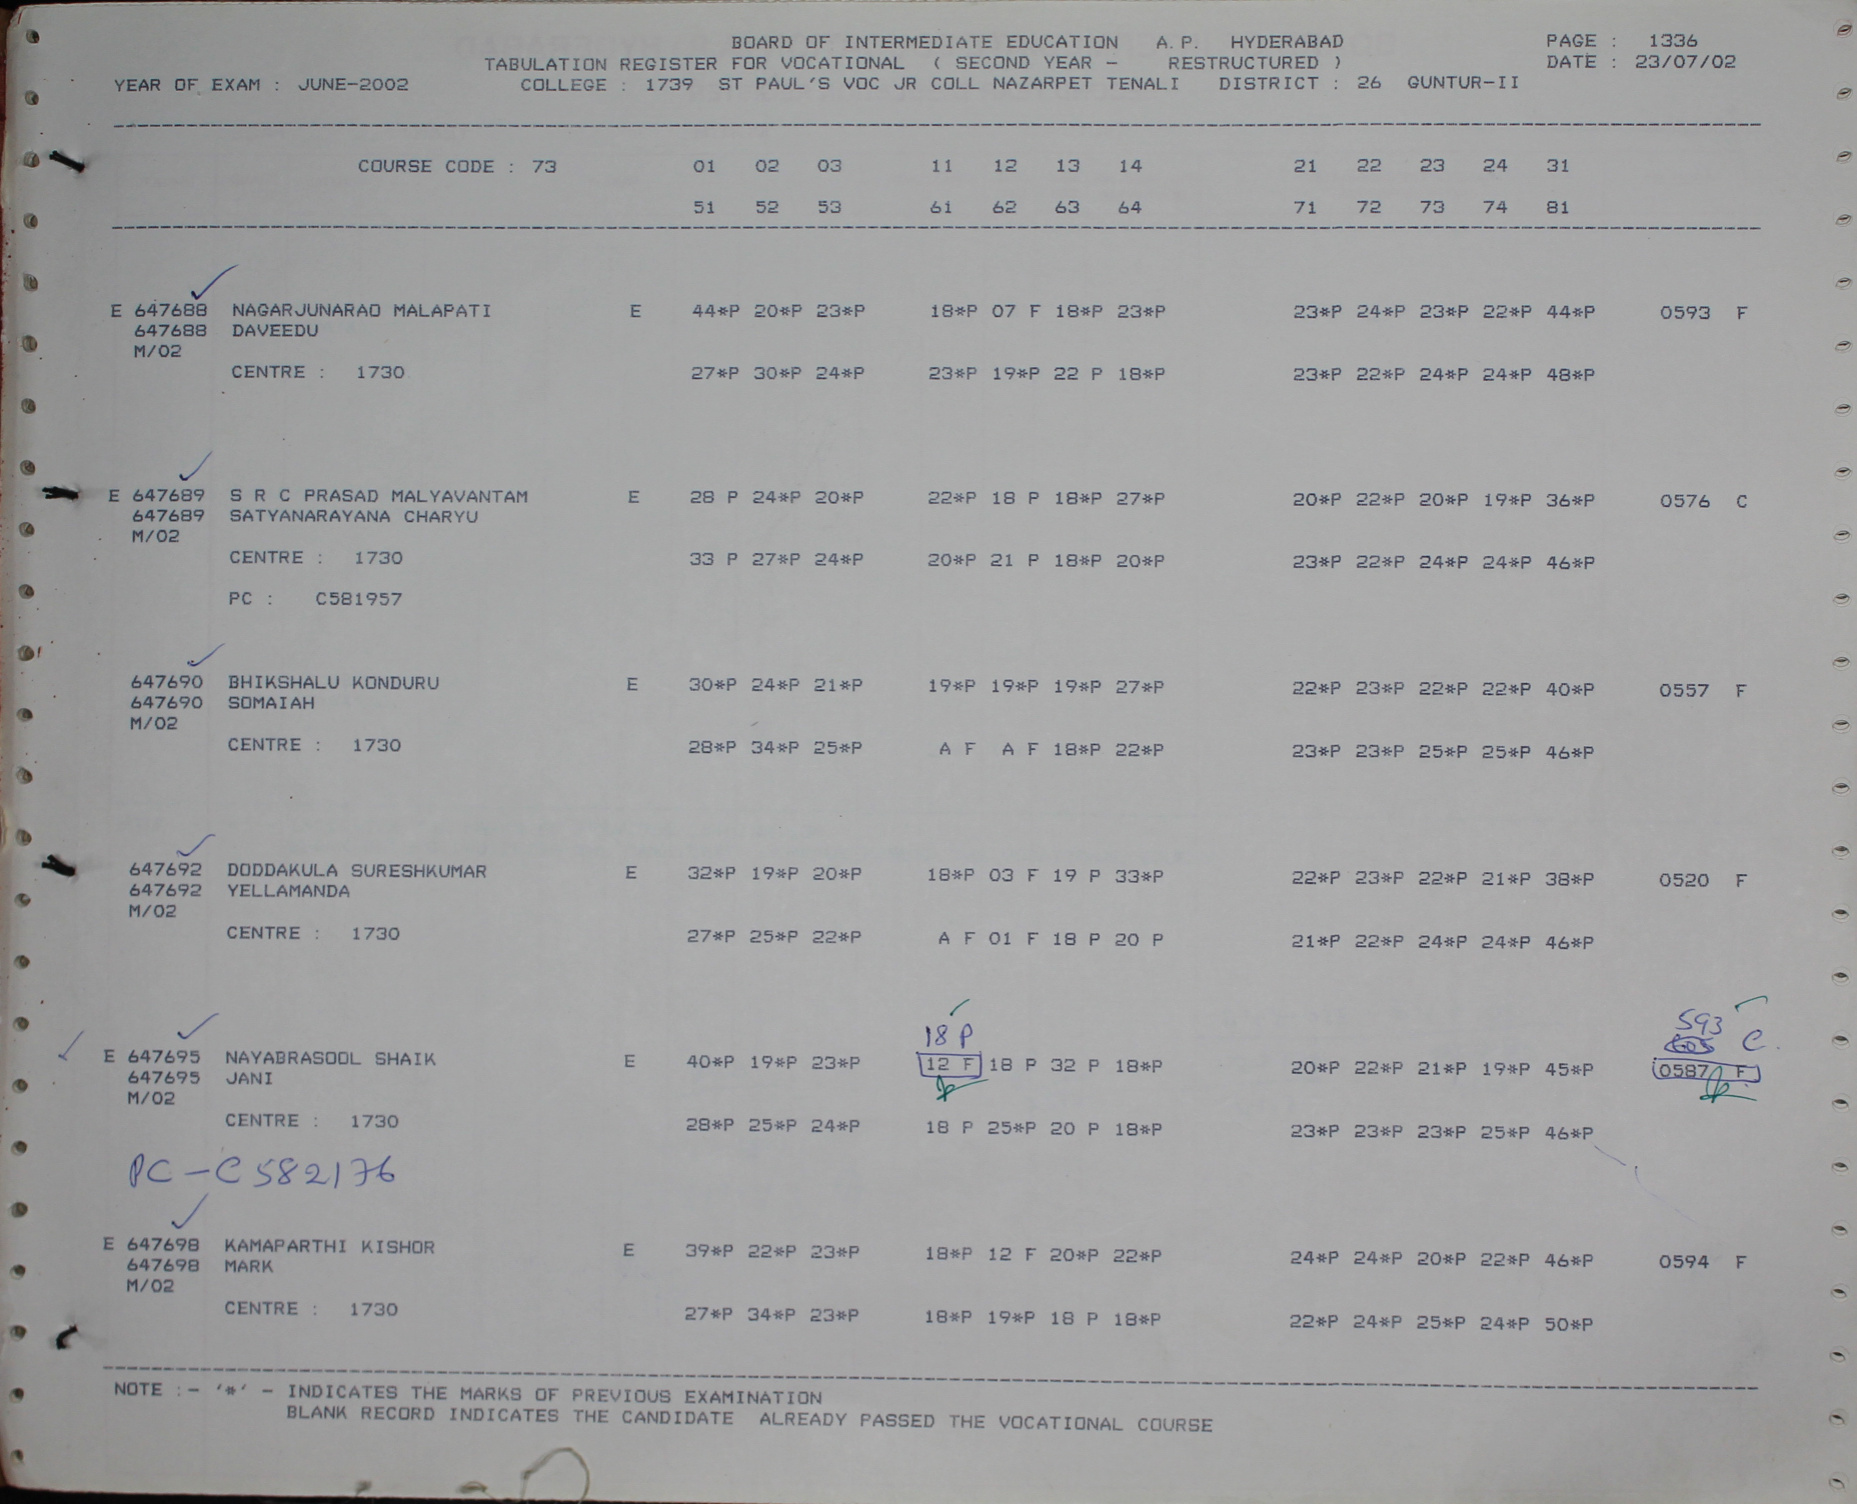 BOARD OF INTERMEDIATE EDUCATION A.P. HYDERABAD PAGE : 1336
TABULATION REGISTER FOR VOCATIONAL ( SECOND YEAR - RESTRUCTURED ) DATE : 23/07/02
YEAR OF EXAM : JUNE-2002 COLLEGE : 1739 ST PAUL'S VOC JR COLL NAZARPET TENALI DISTRICT : 26 GUNTUR-II
COURSE CODE : 73 01 02 03 11 12 13 14 21 22 23 24 31
51 52 53 61 62 63 64 71 72 73 74 81
E 647688 NAGARJUNARAO MALAPATI E 44*P 20*P 23*P 18*P 07 F 18*P 23*P 23*P 24*P 23*P 22*P 44*P 0593 F
647688 DAVEEDU
M/02
CENTRE : 1730 27*P 30*P 24*P 23*P 19*P 22 P 18*P 23*P 22*P 24*P 24*P 48*P
E 647689 S R C PRASAD MALYAVANTAM E 28 P 24*P 20*P 22*P 18 P 18*P 27*P 20*P 22*P 20*P 19*P 36*P 0576 C
647689 SATYANARAYANA CHARYU
M/02
CENTRE : 1730 33 P 27*P 24*P 20*P 21 P 18*P 20*P 23*P 22*P 24*P 24*P 46*P
PC : C581957
647690 BHIKSHALU KONDURU E 30*P 24*P 21*P 19*P 19*P 19*P 27*P 22*P 23*P 22*P 22*P 40*P 0557 F
647690 SOMAIAH
M/02
CENTRE : 1730 28*P 34*P 25*P A F A F 18*P 22*P 23*P 23*P 25*P 25*P 46*P
647692 DODDAKULA SURESHKUMAR E 32*P 19*P 20*P 18*P 03 F 19 P 33*P 22*P 23*P 22*P 21*P 38*P 0520 F
647692 YELLAMANDA
M/02
CENTRE : 1730 27*P 25*P 22*P A F 01 F 18 P 20 P 21*P 22*P 24*P 24*P 46*P
18 P 593 C
E 647695 NAYABRASOOL SHAIK E 40*P 19*P 23*P 12 F 18 P 32 P 18*P 20*P 22*P 21*P 19*P 45*P 0587 F
647695 JANI
M/02
CENTRE : 1730 28*P 25*P 24*P 18 P 25*P 20 P 18*P 23*P 23*P 23*P 25*P 46*P
PC - C582176
E 647698 KAMAPARTHI KISHOR E 39*P 22*P 23*P 18*P 12 F 20*P 22*P 24*P 24*P 20*P 22*P 46*P 0594 F
647698 MARK
M/02
CENTRE : 1730 27*P 34*P 23*P 18*P 19*P 18 P 18*P 22*P 24*P 25*P 24*P 50*P
NOTE :- '*' - INDICATES THE MARKS OF PREVIOUS EXAMINATION
BLANK RECORD INDICATES THE CANDIDATE ALREADY PASSED THE VOCATIONAL COURSE